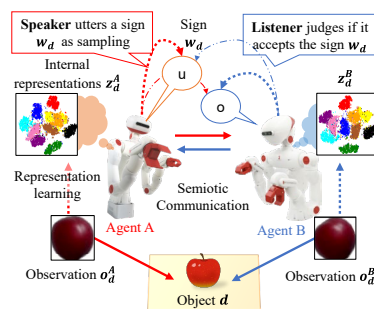 Speaker utters a sign
w_d as sampling
Sign
w_d
Listener judges if it
accepts the sign w_d
Internal
representations z_d^A
z_d^B
u
o
Representation
learning
Semiotic
Communication
Agent A
Agent B
Observation o_d^A
Object d
Observation o_d^B